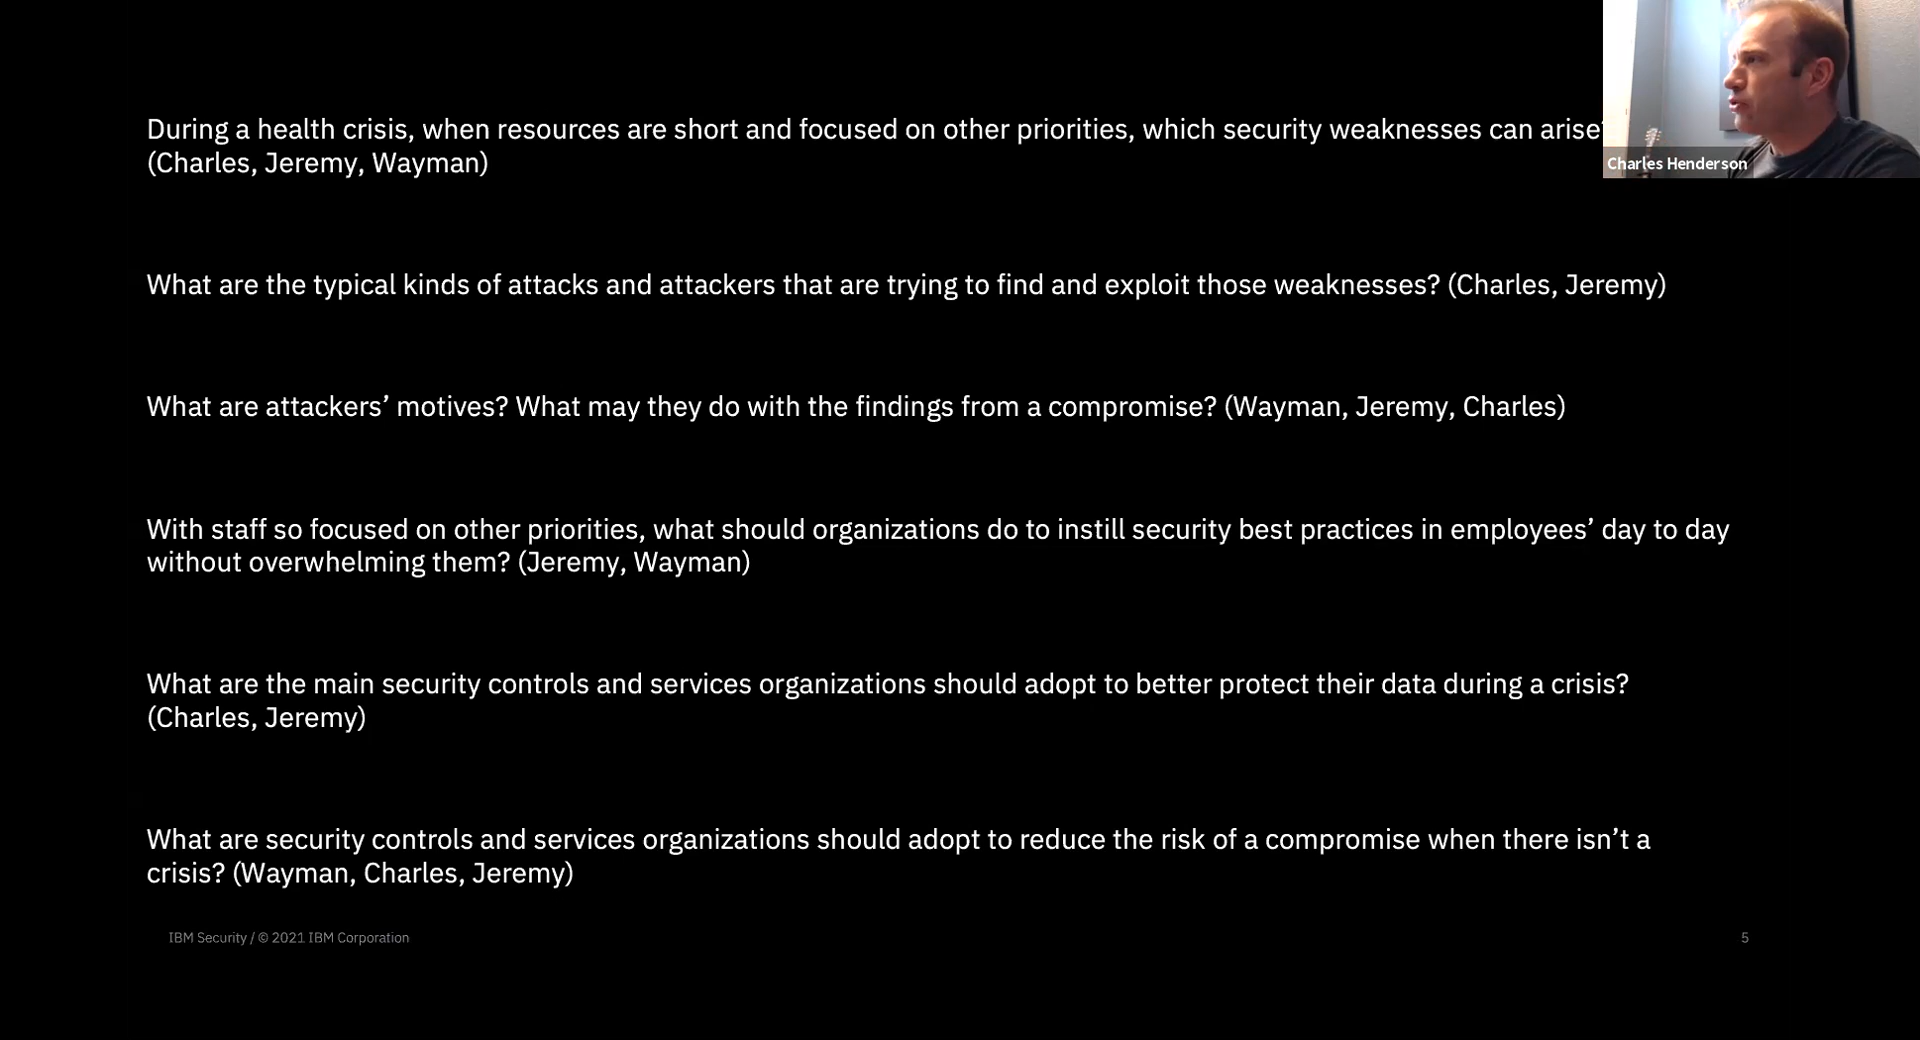 During a health crisis, when resources are short and focused on other priorities, which security weaknesses can arise?
(Charles, Jeremy, Wayman)
Charles Henderson
What are the typical kinds of attacks and attackers that are trying to find and exploit those weaknesses? (Charles, Jeremy)
What are attackers’ motives? What may they do with the findings from a compromise? (Wayman, Jeremy, Charles)
With staff so focused on other priorities, what should organizations do to instill security best practices in employees’ day to day
without overwhelming them? (Jeremy, Wayman)
What are the main security controls and services organizations should adopt to better protect their data during a crisis?
(Charles, Jeremy)
What are security controls and services organizations should adopt to reduce the risk of a compromise when there isn’t a
crisis? (Wayman, Charles, Jeremy)
IBM Security / © 2021 IBM Corporation
5